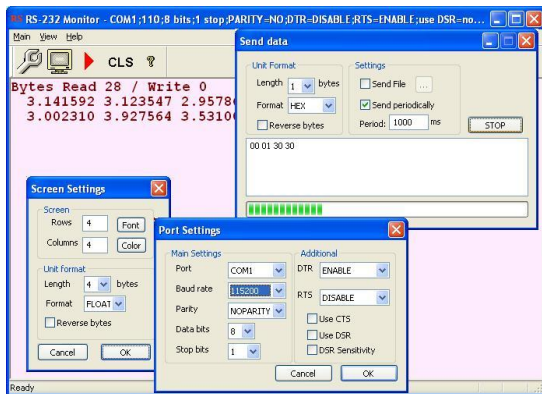 RS-232 Monitor - COM1;110;8 bits;1 stop;PARITY=NO;DTR=DISABLE;RTS=ENABLE;use DSR=no...
Main View Help
CLS ?
Bytes Read 28 / Write 0
3.141592 3.123547 2.9578
3.002310 3.927564 3.5310
Send data
Unit Format
Length 1 bytes
Format HEX
Reverse bytes
Settings
Send File ...
Send periodically
Period: 1000 ms
STOP
00 01 30 30
Screen Settings
Screen
Rows 4 Font
Columns 4 Color
Unit format
Length 4 bytes
Format FLOAT
Reverse bytes
Cancel OK
Port Settings
Main Settings
Port COM1
Baud rate 115200
Parity NOPARITY
Data bits 8
Stop bits 1
Additional
DTR ENABLE
RTS DISABLE
Use CTS
Use DSR
DSR Sensitivity
Cancel OK
Ready